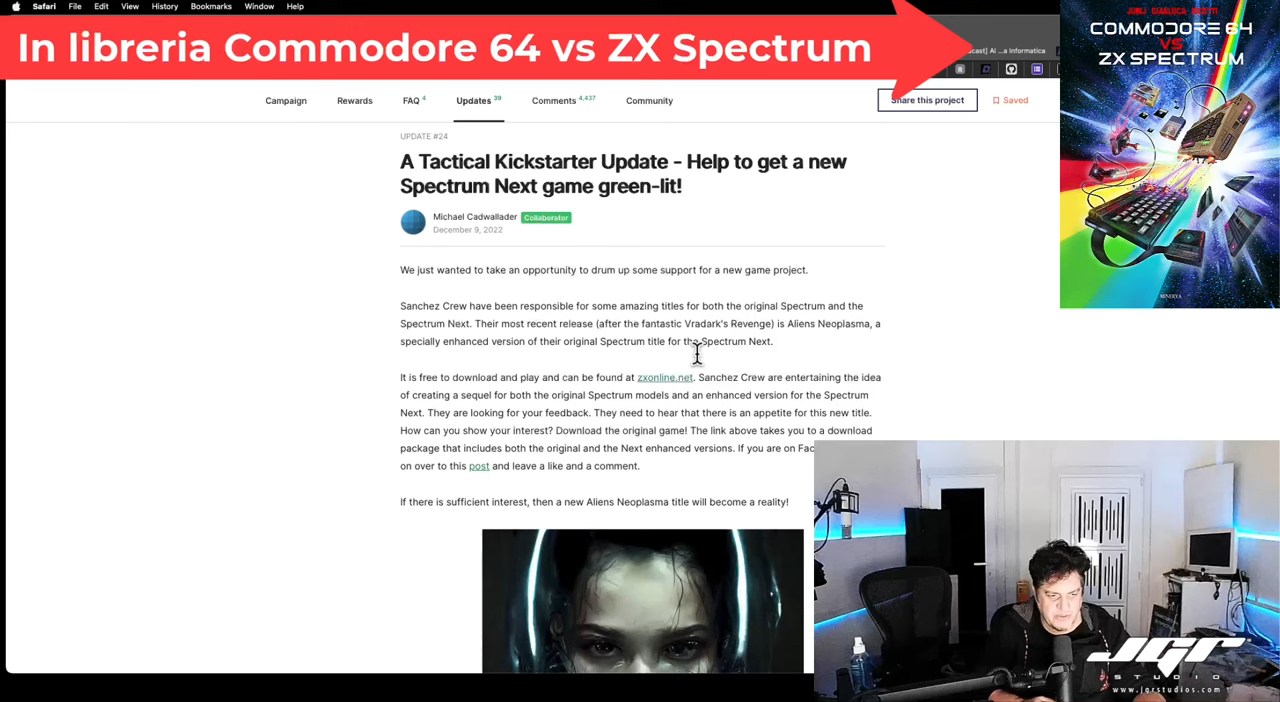 Safari File Edit View History Bookmarks Window Help
In libreria Commodore 64 vs ZX Spectrum
cast] AI ...a Informatica
COMMODORE 64
VS
ZX SPECTRUM
MINERVA
Campaign Rewards FAQ 4 Updates 39 Comments 4,437 Community
Share this project
Saved
UPDATE #24
A Tactical Kickstarter Update - Help to get a new
Spectrum Next game green-lit!
Michael Cadwallader Collaborator
December 9, 2022
We just wanted to take an opportunity to drum up some support for a new game project.
Sanchez Crew have been responsible for some amazing titles for both the original Spectrum and the
Spectrum Next. Their most recent release (after the fantastic Vradark's Revenge) is Aliens Neoplasma, a
specially enhanced version of their original Spectrum title for the Spectrum Next.
It is free to download and play and can be found at zxonline.net. Sanchez Crew are entertaining the idea
of creating a sequel for both the original Spectrum models and an enhanced version for the Spectrum
Next. They are looking for your feedback. They need to hear that there is an appetite for this new title.
How can you show your interest? Download the original game! The link above takes you to a download
package that includes both the original and the Next enhanced versions. If you are on Fac
on over to this post and leave a like and a comment.
If there is sufficient interest, then a new Aliens Neoplasma title will become a reality!
JGR
STUDIO
www.jgrstudios.com